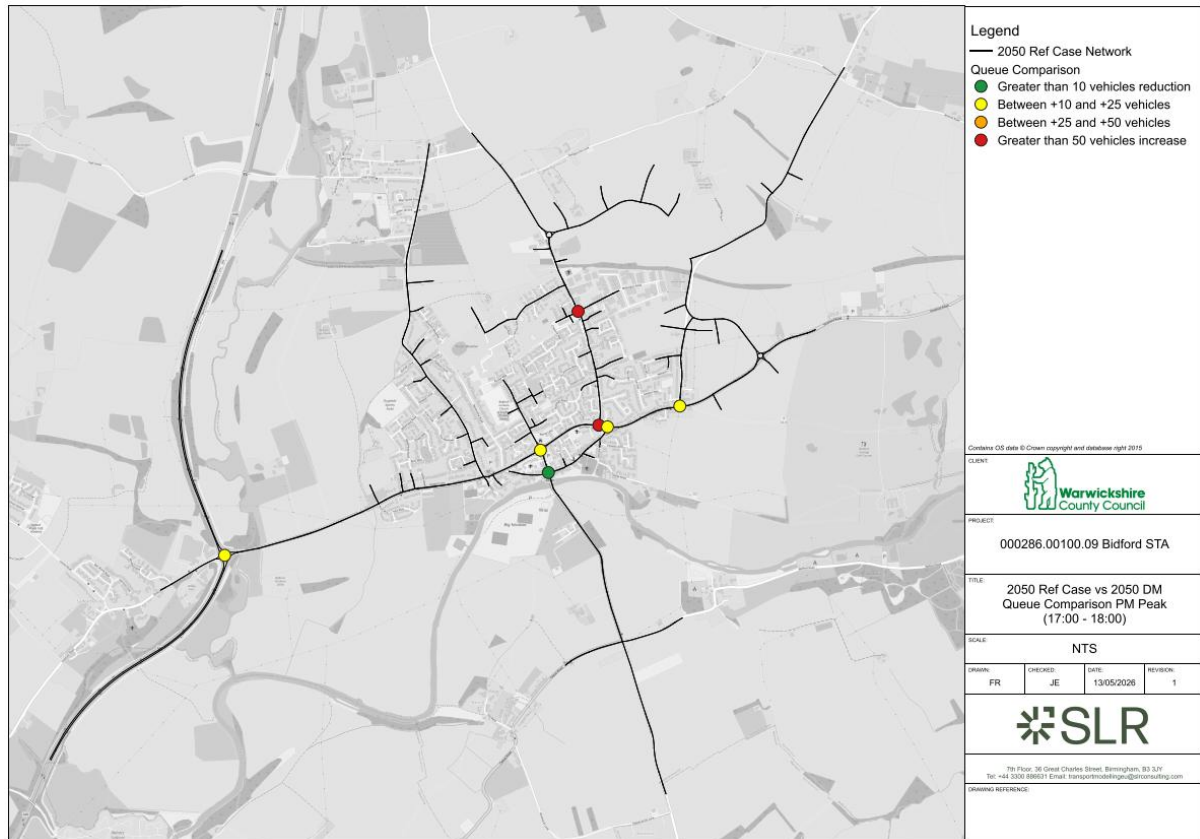 Legend
2050 Ref Case Network
Queue Comparison
Greater than 10 vehicles reduction
Between +10 and +25 vehicles
Between +25 and +50 vehicles
Greater than 50 vehicles increase
Contains OS data © Crown copyright and database right 2015
CLIENT:
Warwickshire
County Council
PROJECT:
000286.00100.09 Bidford STA
TITLE:
2050 Ref Case vs 2050 DM
Queue Comparison PM Peak
(17:00 - 18:00)
SCALE:
NTS
DRAWN:
CHECKED:
DATE:
REVISION:
FR
JE
13/05/2026
1
SLR
7th Floor, 36 Great Charles Street, Birmingham, B3 3JY
DRAWING REFERENCE: